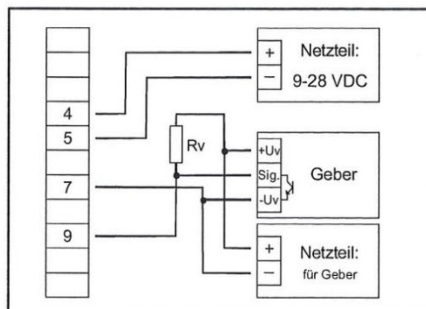 4
5
7
9
Rv
+
−
Netzteil:
9-28 VDC
+Uv
Sig.
-Uv
Geber
+
−
Netzteil:
für Geber